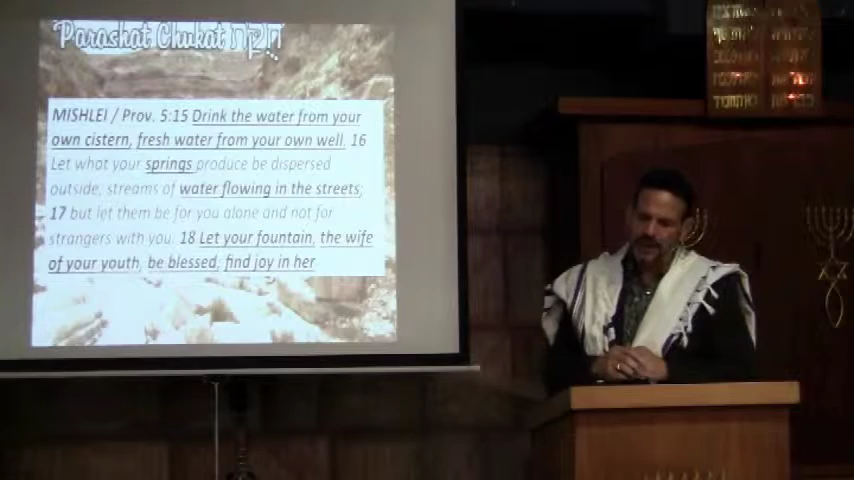 Parashat Chukat חֻקַּת
MISHLEI / Prov. 5:15 Drink the water from your
own cistern, fresh water from your own well. 16
Let what your springs produce be dispersed
outside, streams of water flowing in the streets;
17 but let them be for you alone and not for
strangers with you. 18 Let your fountain, the wife
of your youth, be blessed, find joy in her